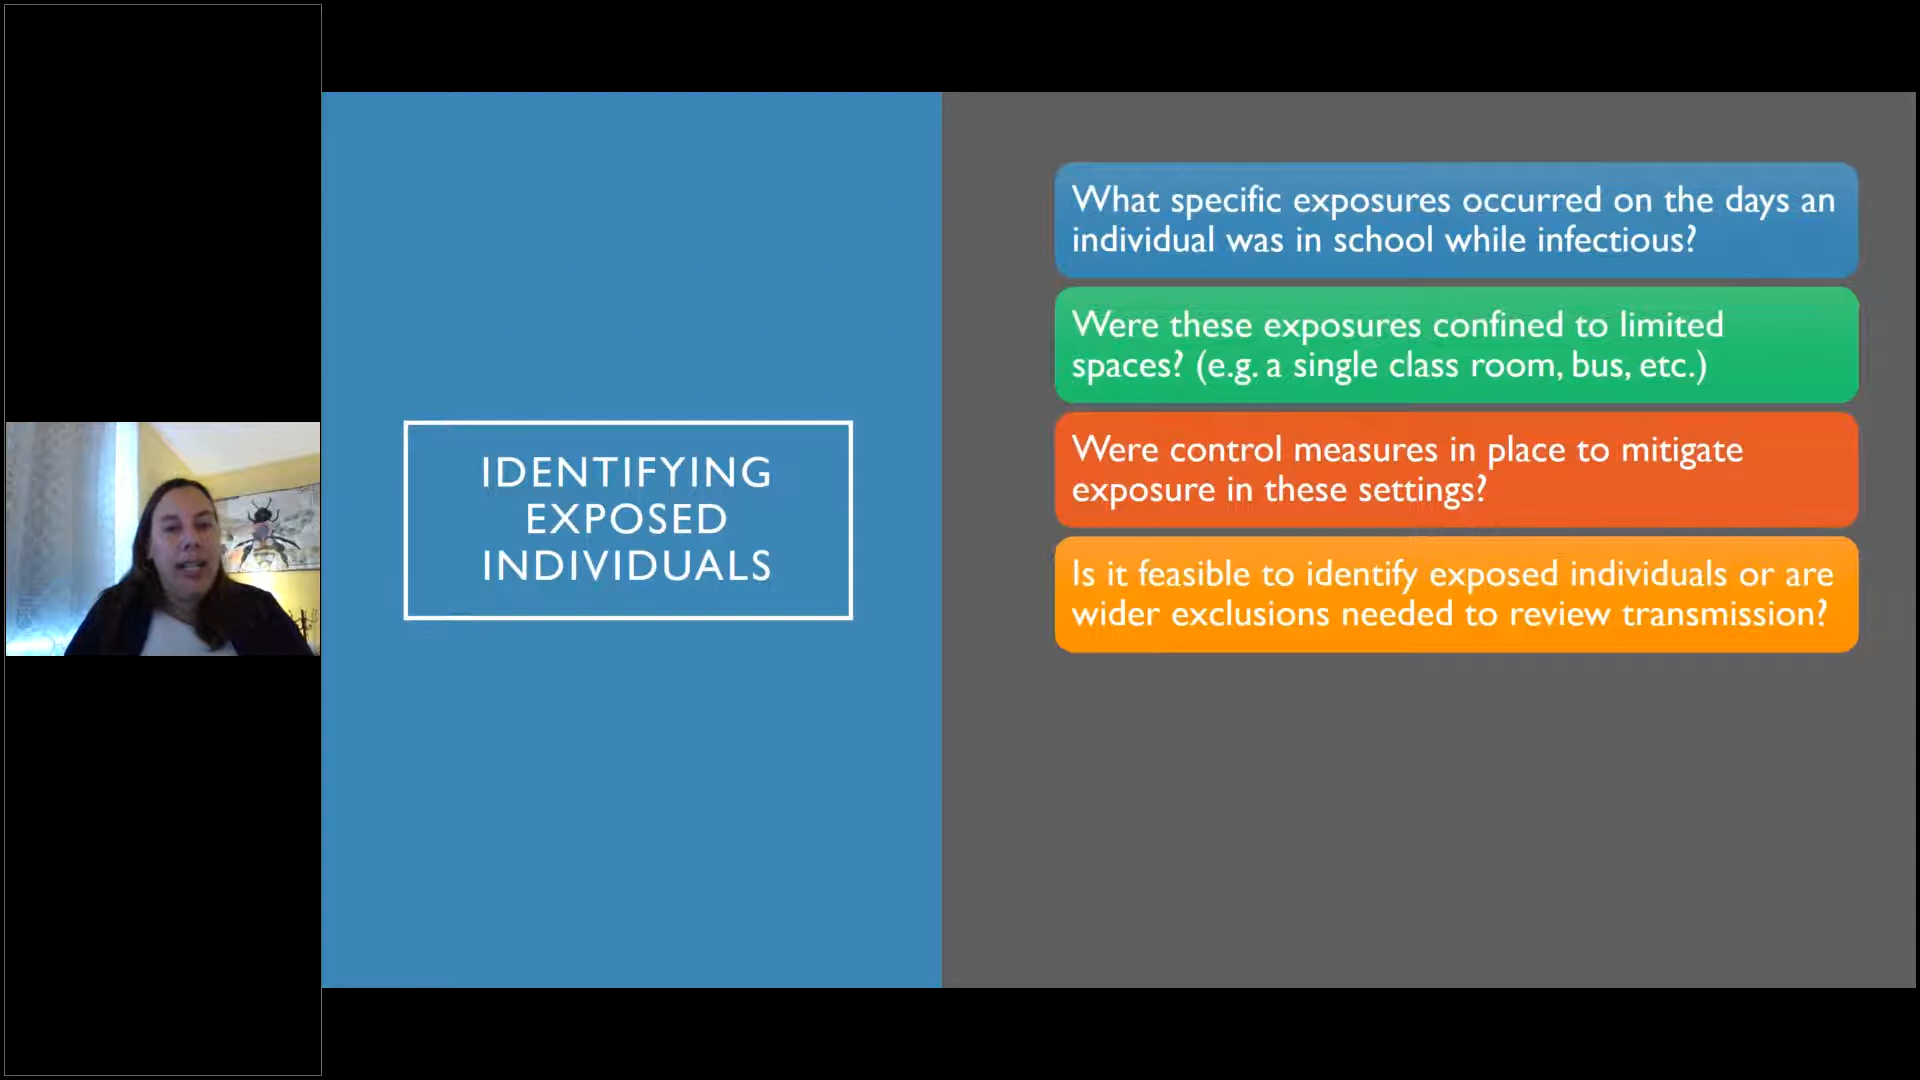 IDENTIFYING
EXPOSED
INDIVIDUALS
What specific exposures occurred on the days an
individual was in school while infectious?
Were these exposures confined to limited
spaces? (e.g. a single class room, bus, etc.)
Were control measures in place to mitigate
exposure in these settings?
Is it feasible to identify exposed individuals or are
wider exclusions needed to review transmission?